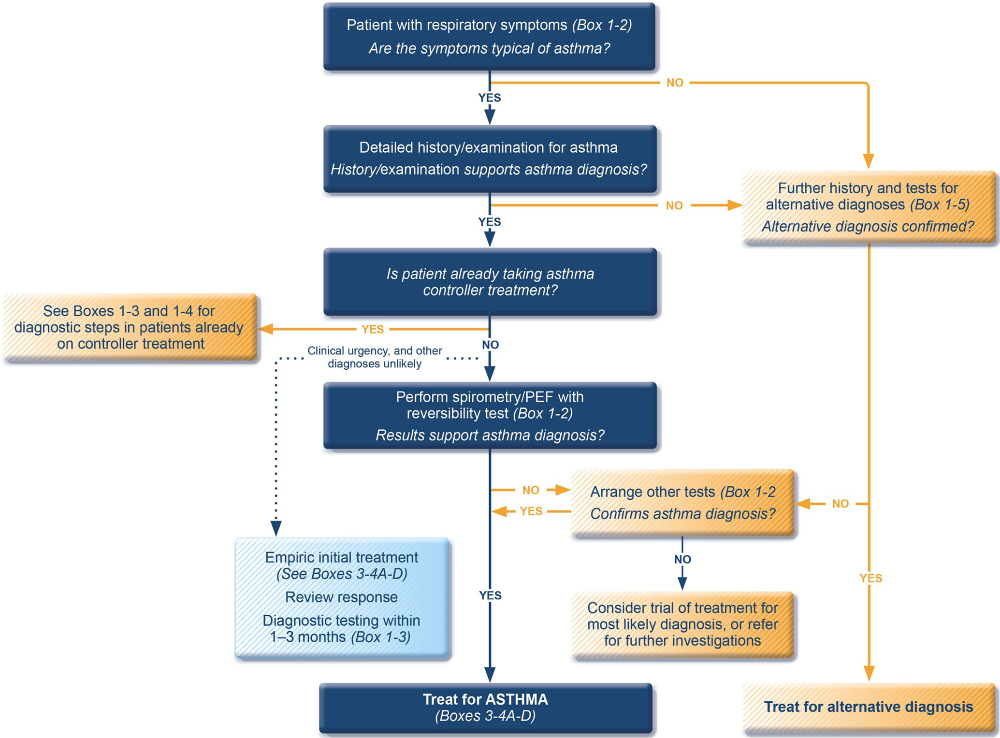 Patient with respiratory symptoms (Box 1-2)
Are the symptoms typical of asthma?
NO
YES
Detailed history/examination for asthma
History/examination supports asthma diagnosis?
Further history and tests for
alternative diagnoses (Box 1-5)
Alternative diagnosis confirmed?
NO
YES
Is patient already taking asthma
controller treatment?
See Boxes 1-3 and 1-4 for
diagnostic steps in patients already
on controller treatment
YES
NO
Clinical urgency, and other
diagnoses unlikely
Perform spirometry/PEF with
reversibility test (Box 1-2)
Results support asthma diagnosis?
NO
YES
Arrange other tests (Box 1-2
Confirms asthma diagnosis?
NO
NO
YES
Empiric initial treatment
(See Boxes 3-4A-D)
Review response
Diagnostic testing within
1–3 months (Box 1-3)
YES
Consider trial of treatment for
most likely diagnosis, or refer
for further investigations
Treat for ASTHMA
(Boxes 3-4A-D)
Treat for alternative diagnosis